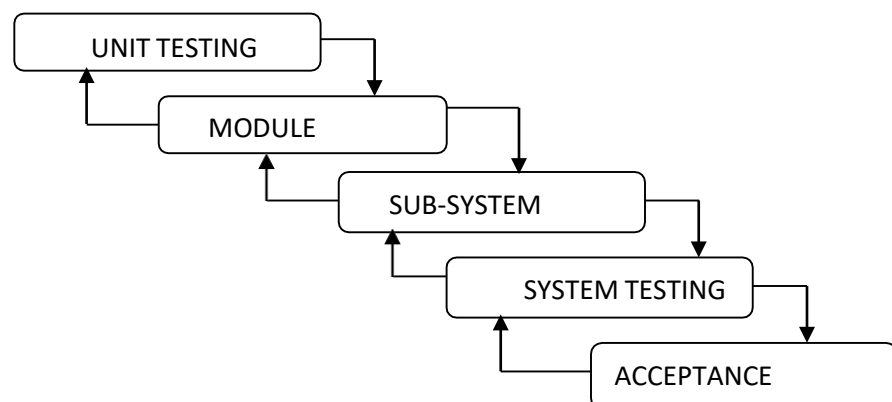 UNIT TESTING
MODULE
SUB-SYSTEM
SYSTEM TESTING
ACCEPTANCE